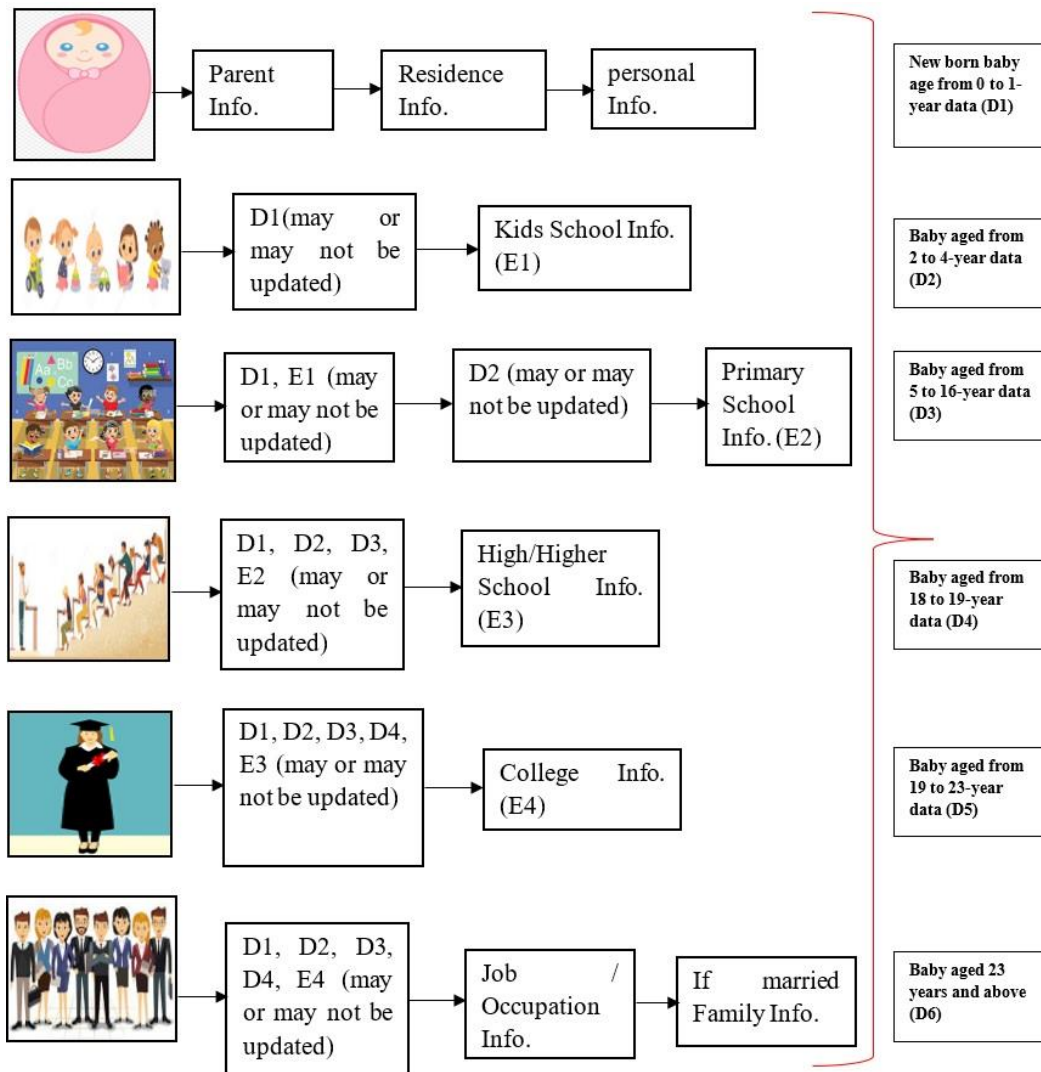 Parent
Info.
Residence
Info.
personal
Info.
New born baby
age from 0 to 1-
year data (D1)
D1(may or
may not be
updated)
Kids School Info.
(E1)
Baby aged from
2 to 4-year data
(D2)
Aa Bb
Cc
D1, E1 (may
or may not be
updated)
D2 (may or may
not be updated)
Primary
School
Info. (E2)
Baby aged from
5 to 16-year data
(D3)
D1, D2, D3,
E2 (may or
may not be
updated)
High/Higher
School Info.
(E3)
Baby aged from
18 to 19-year
data (D4)
D1, D2, D3, D4,
E3 (may or may
not be updated)
College Info.
(E4)
Baby aged from
19 to 23-year
data (D5)
D1, D2, D3,
D4, E4 (may
or may not be
updated)
Job /
Occupation
Info.
If married
Family Info.
Baby aged 23
years and above
(D6)